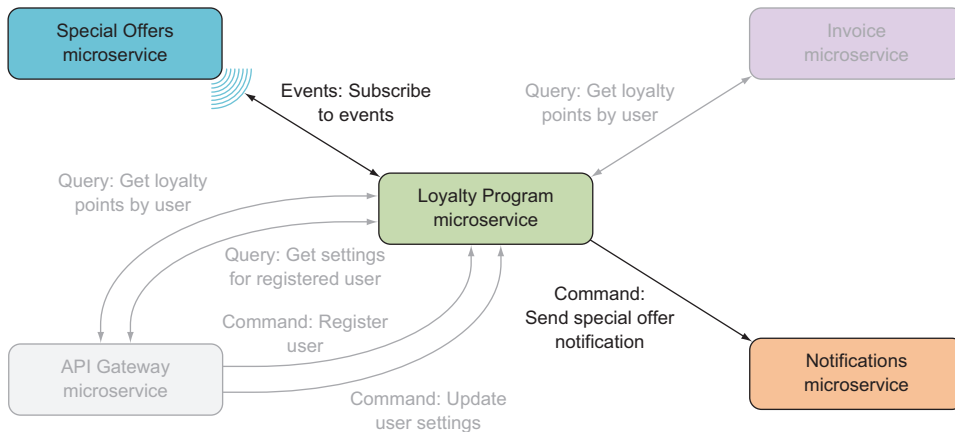 Special Offers
microservice
Invoice
microservice
Events: Subscribe
to events
Query: Get loyalty
points by user
Query: Get loyalty
points by user
Loyalty Program
microservice
Query: Get settings
for registered user
Command:
Send special offer
notification
Command: Register
user
API Gateway
microservice
Notifications
microservice
Command: Update
user settings